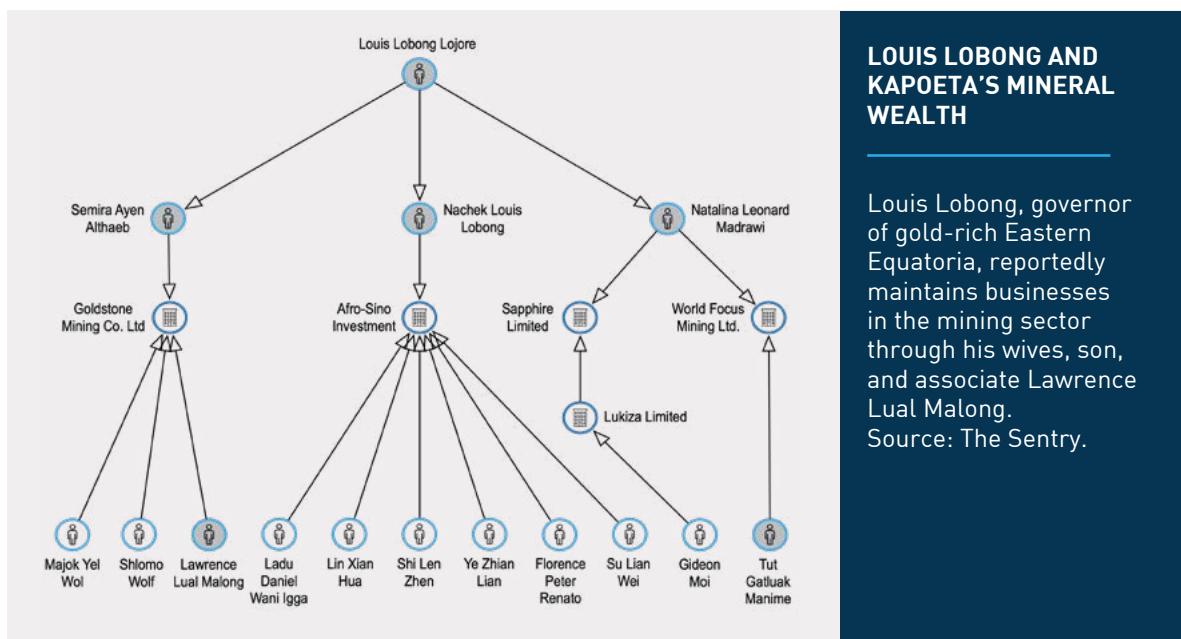 Louis Lobong Lojore
Semira Ayen
Althaeb
Nachek Louis
Lobong
Natalina Leonard
Madrawi
Goldstone
Mining Co. Ltd
Afro-Sino
Investment
Sapphire
Limited
World Focus
Mining Ltd.
Lukiza Limited
Majok Yel
Wol
Shlomo
Wolf
Lawrence
Lual Malong
Ladu
Daniel
Wani Igga
Lin Xian
Hua
Shi Len
Zhen
Ye Zhian
Lian
Florence
Peter
Renato
Su Lian
Wei
Gideon
Moi
Tut
Gatluak
Manime
LOUIS LOBONG AND
KAPOETA'S MINERAL
WEALTH
Louis Lobong, governor
of gold-rich Eastern
Equatoria, reportedly
maintains businesses
in the mining sector
through his wives, son,
and associate Lawrence
Lual Malong.
Source: The Sentry.